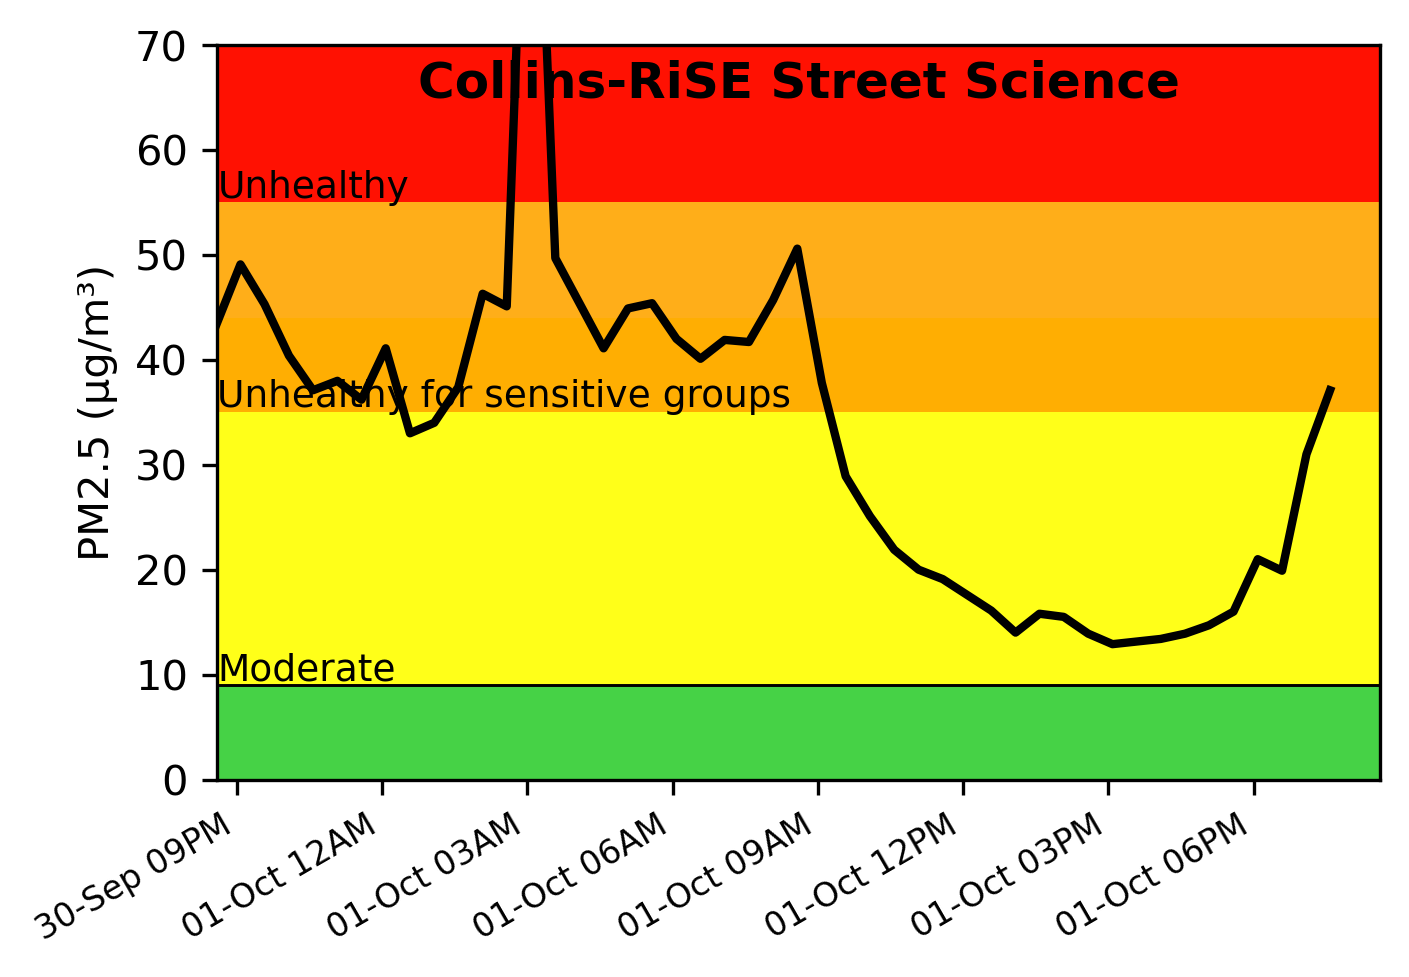 Collins-RiSE Street Science
70
60
Unhealthy
50
40
Unhealthy for sensitive groups
30
20
Moderate
10
0
PM2.5 (μg/m³)
30-Sep 09PM
01-Oct 12AM
01-Oct 03AM
01-Oct 06AM
01-Oct 09AM
01-Oct 12PM
01-Oct 03PM
01-Oct 06PM